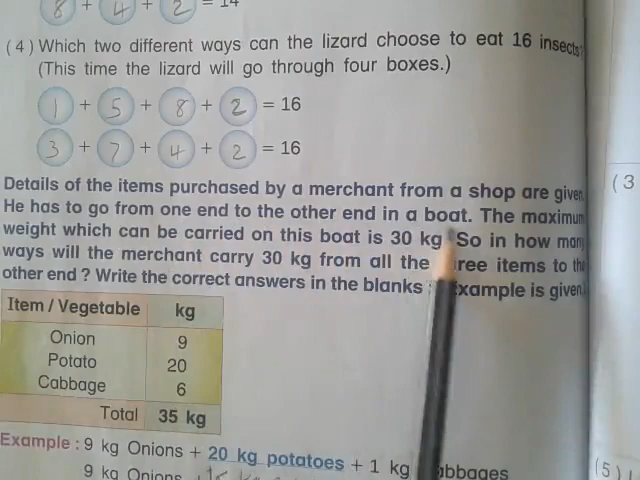 8 + 4 + 2 = 14
(4) Which two different ways can the lizard choose to eat 16 insects?
(This time the lizard will go through four boxes.)
1 + 5 + 8 + 2 = 16
3 + 7 + 4 + 2 = 16
Details of the items purchased by a merchant from a shop are given.
He has to go from one end to the other end in a boat. The maximum
weight which can be carried on this boat is 30 kg. So in how many
ways will the merchant carry 30 kg from all the three items to the
other end ? Write the correct answers in the blanks : Example is given.
Item / Vegetable kg
Onion 9
Potato 20
Cabbage 6
Total 35 kg
Example : 9 kg Onions + 20 kg potatoes + 1 kg cabbages
9 kg Onions +
(3
(5)